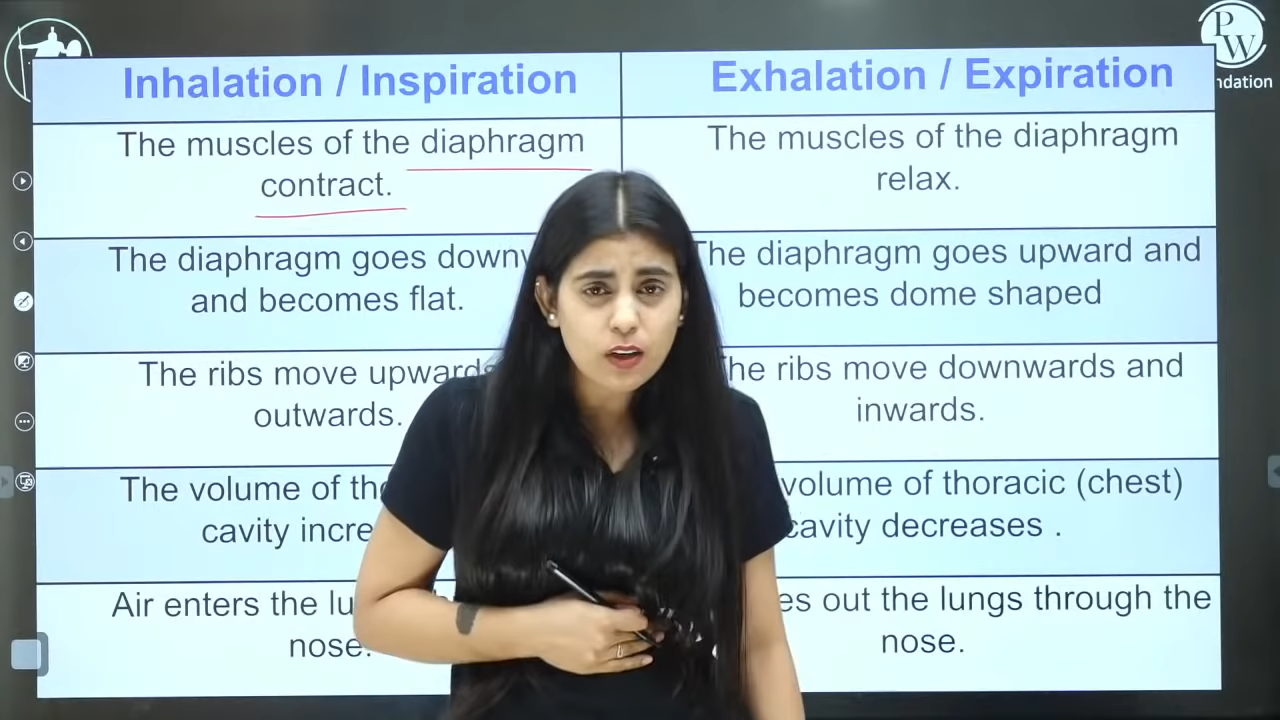 PW
ndation
Inhalation / Inspiration
Exhalation / Expiration
The muscles of the diaphragm
contract.
The muscles of the diaphragm
relax.
The diaphragm goes downw
and becomes flat.
he diaphragm goes upward and
becomes dome shaped
The ribs move upwards
outwards.
he ribs move downwards and
inwards.
The volume of tho
cavity incre
volume of thoracic (chest)
cavity decreases .
Air enters the lu
nose.
es out the lungs through the
nose.